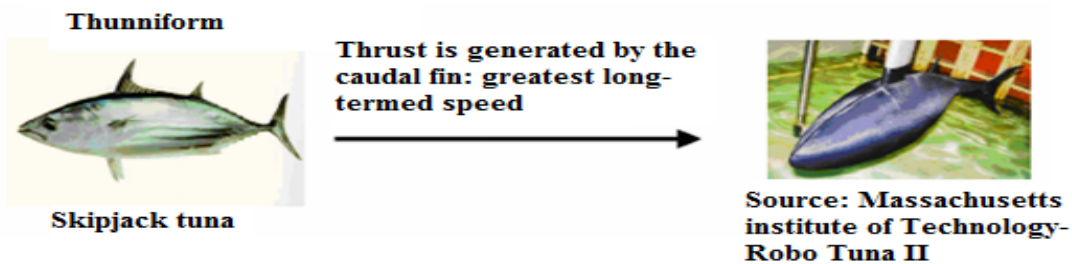 Thunniform
Skipjack tuna
Thrust is generated by the
caudal fin: greatest long-
termed speed
Source: Massachusetts
institute of Technology-
Robo Tuna II